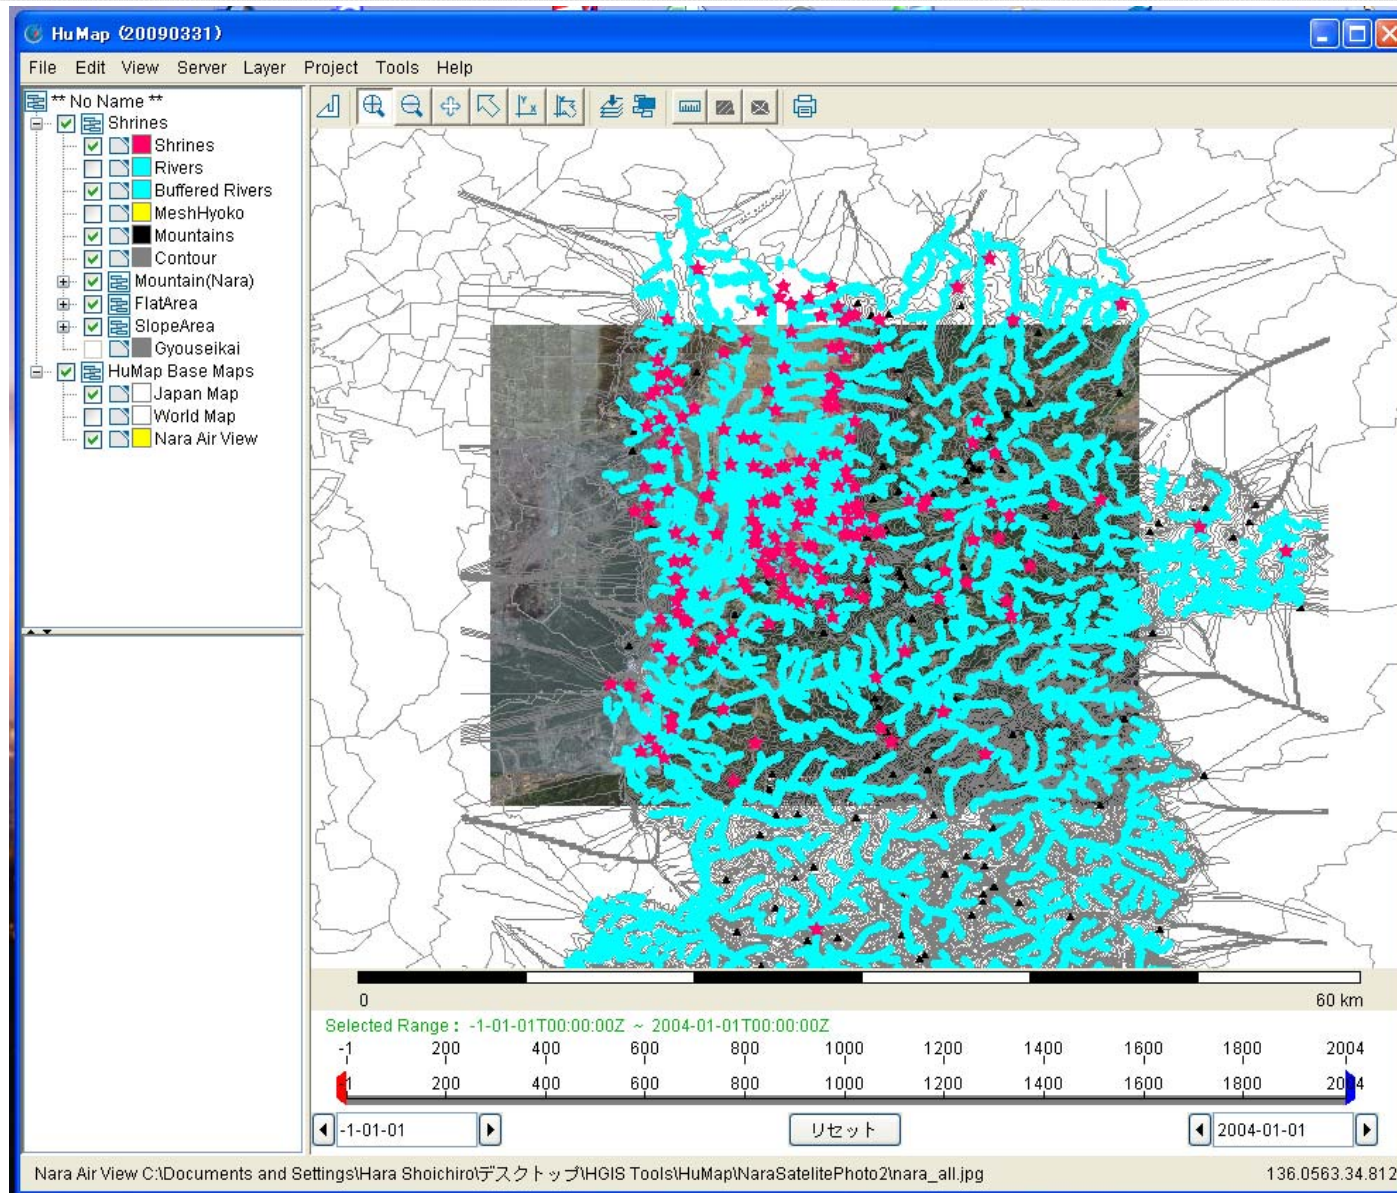 HuMap (20090331)
File Edit View Server Layer Project Tools Help
** No Name **
Shrines
Shrines
Rivers
Buffered Rivers
MeshHyoko
Mountains
Contour
Mountain(Nara)
FlatArea
SlopeArea
Gyouseikai
HuMap Base Maps
Japan Map
World Map
Nara Air View
0 60 km
Selected Range : -1-01-01T00:00:00Z ~ 2004-01-01T00:00:00Z
-1 200 400 600 800 1000 1200 1400 1600 1800 2004
-1 200 400 600 800 1000 1200 1400 1600 1800 2004
-1-01-01 リセット 2004-01-01
Nara Air View C:\Documents and Settings\Hara Shoichiro\デスクトップ\HGIS Tools\HuMap\NaraSatelitePhoto2\nara_all.jpg 136.0563.34.812